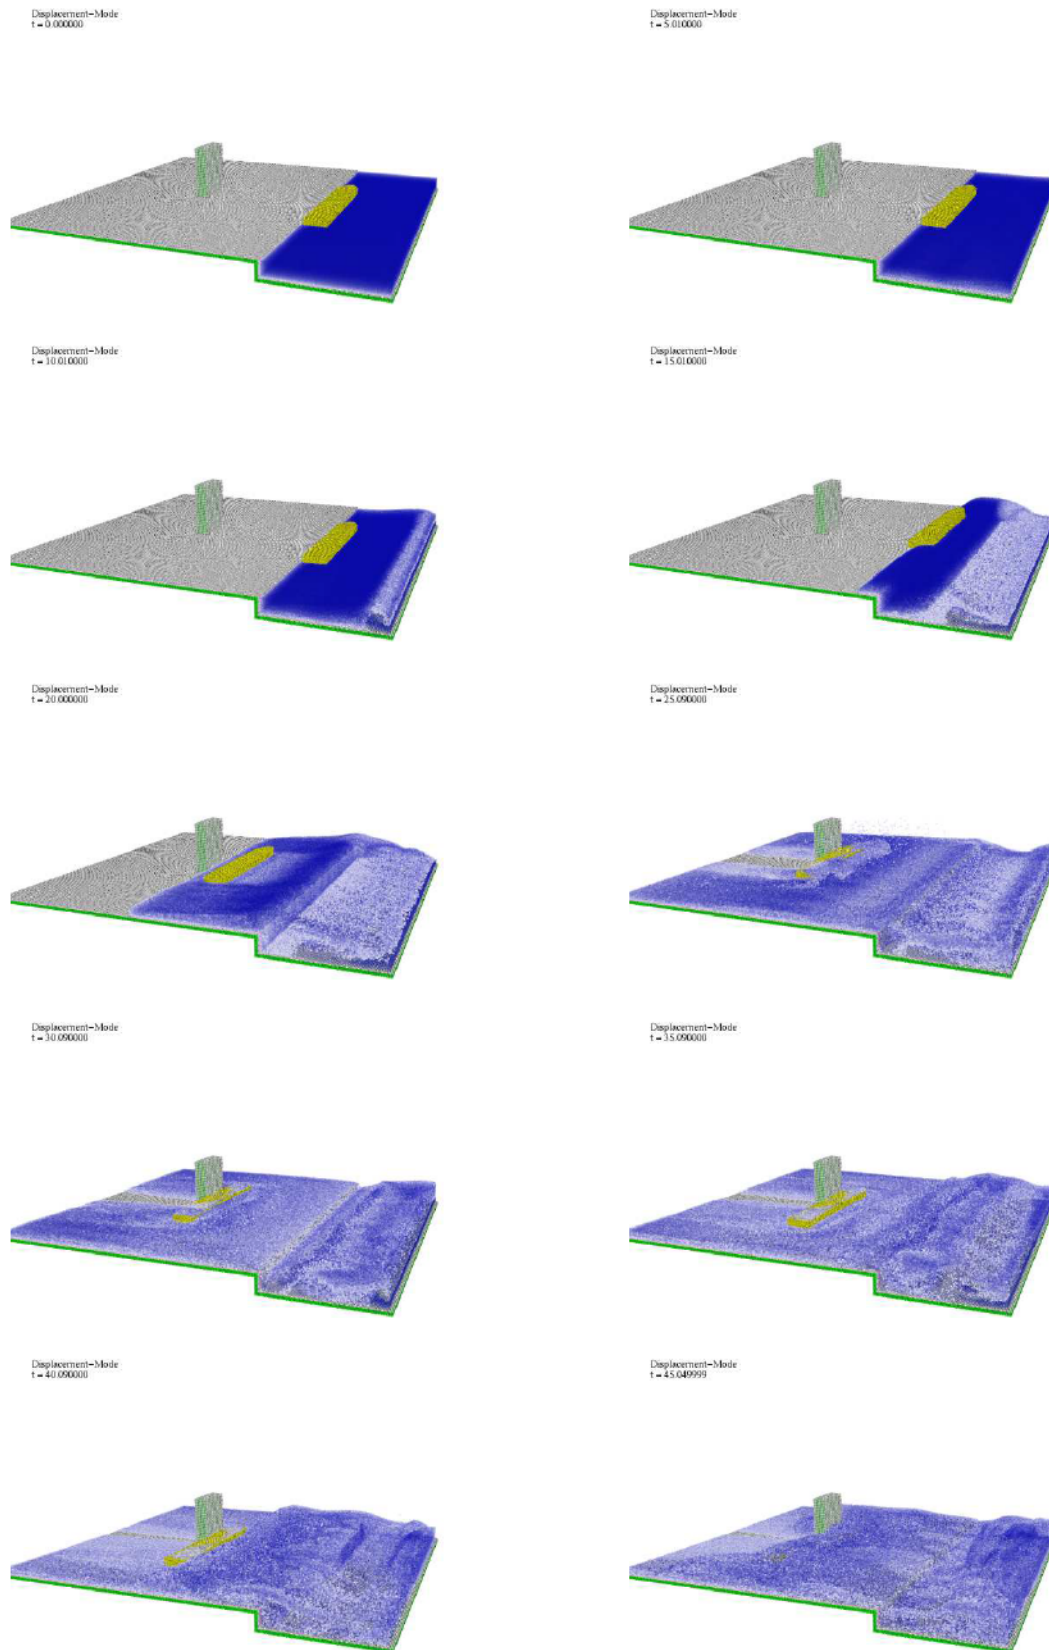 Displacement-Mode
t = 0.000000
Displacement-Mode
t = 5.010000
Displacement-Mode
t = 10.010000
Displacement-Mode
t = 15.010000
Displacement-Mode
t = 20.000000
Displacement-Mode
t = 25.090000
Displacement-Mode
t = 30.090000
Displacement-Mode
t = 35.090000
Displacement-Mode
t = 40.090000
Displacement-Mode
t = 45.049999